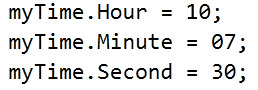 myTime.Hour = 10;
myTime.Minute = 07;
myTime.Second = 30;